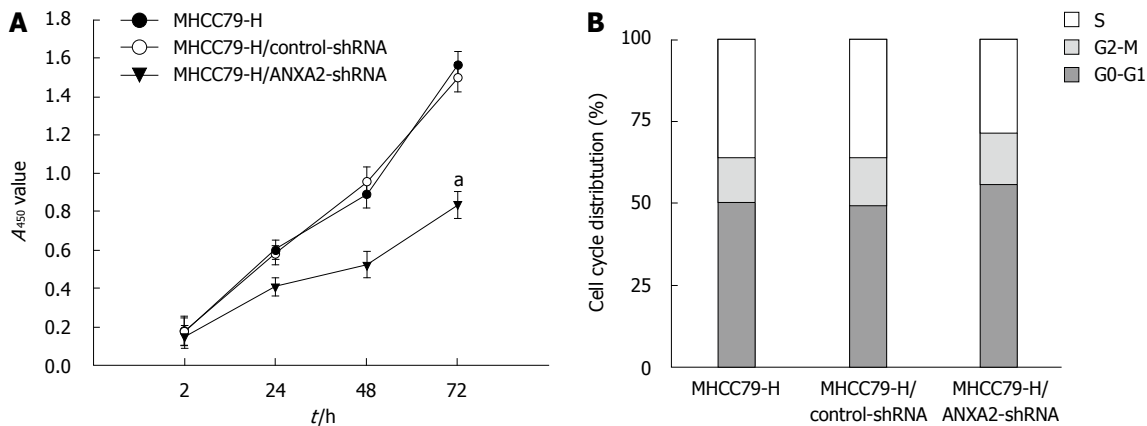 A
1.8
1.6
1.4
1.2
1.0
0.8
0.6
0.4
0.2
0.0
A450 value
MHCC79-H
MHCC79-H/control-shRNA
MHCC79-H/ANXA2-shRNA
a
2 24 48 72
t/h
B
100
75
50
25
0
Cell cycle distribtution (%)
S
G2-M
G0-G1
MHCC79-H
MHCC79-H/
control-shRNA
MHCC79-H/
ANXA2-shRNA